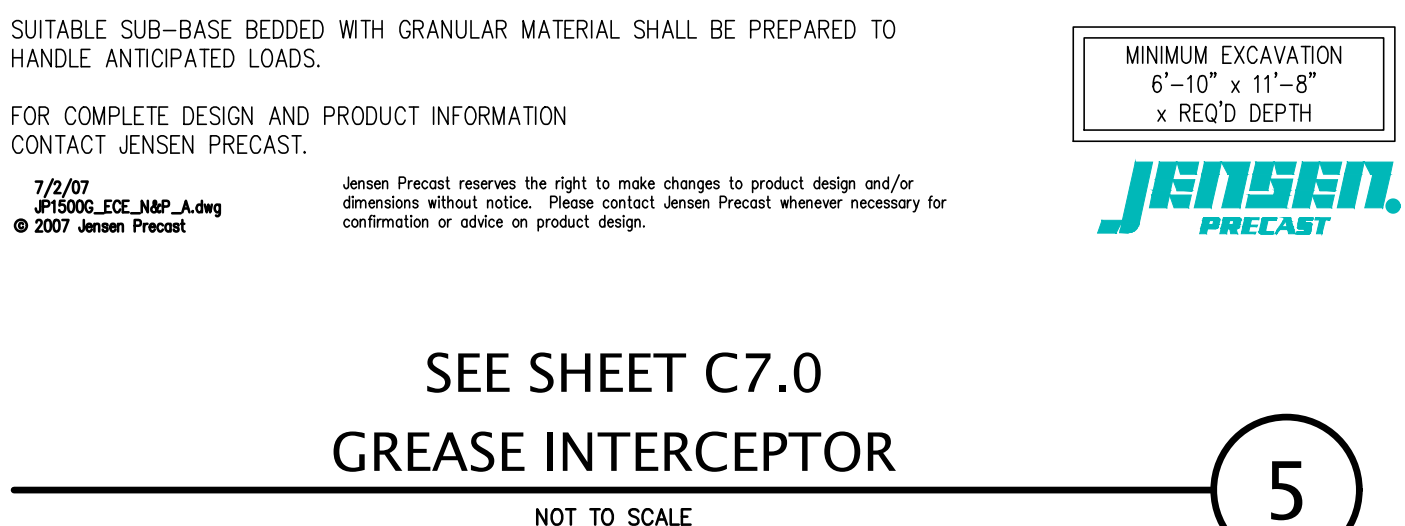 SUITABLE SUB-BASE BEDDED WITH GRANULAR MATERIAL SHALL BE PREPARED TO
HANDLE ANTICIPATED LOADS.
FOR COMPLETE DESIGN AND PRODUCT INFORMATION
CONTACT JENSEN PRECAST.
MINIMUM EXCAVATION
6'-10" x 11'-8"
x REQ'D DEPTH
7/2/07
JP1500G_ECE_N&P_A.dwg
© 2007 Jensen Precast
Jensen Precast reserves the right to make changes to product design and/or
dimensions without notice. Please contact Jensen Precast whenever necessary for
confirmation or advice on product design.
JENSEN.
PRECAST
SEE SHEET C7.0
GREASE INTERCEPTOR
5
NOT TO SCALE